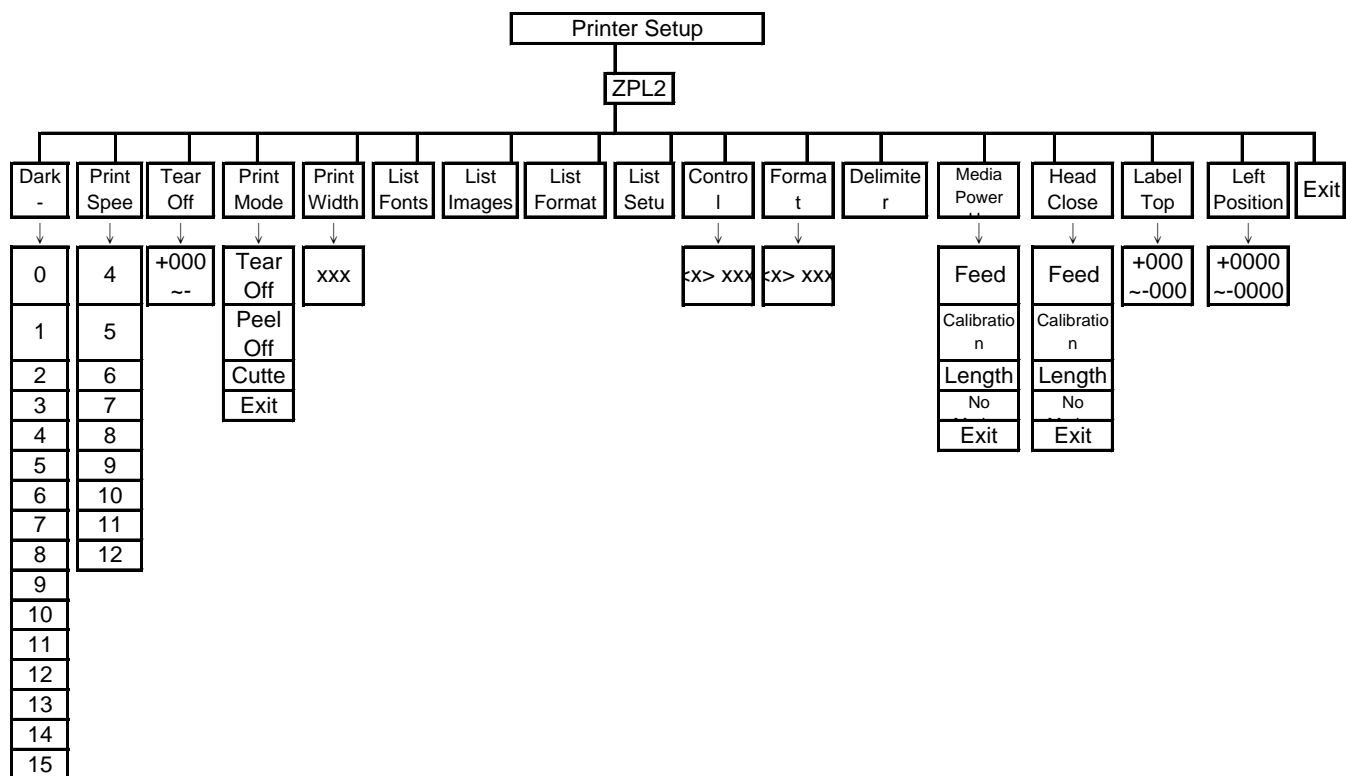 Printer Setup
ZPL2
Dark
-
Print
Spee
Tear
Off
Print
Mode
Print
Width
List
Fonts
List
Images
List
Format
List
Setu
Contro
l
Forma
t
Delimite
r
Media
Power
Head
Close
Label
Top
Left
Position
Exit
0
1
2
3
4
5
6
7
8
9
10
11
12
13
14
15
4
5
6
7
8
9
10
11
12
+000
~-
Tear
Off
Peel
Off
Cutte
Exit
xxx
<x> xxx
<x> xxx
Feed
Calibratio
n
Length
No
Exit
Feed
Calibratio
n
Length
No
Exit
+000
~-000
+0000
~-0000